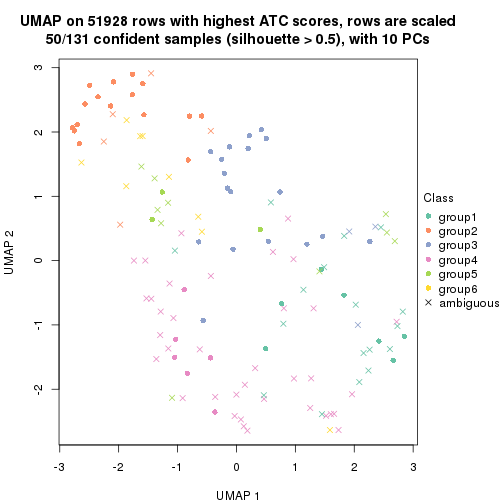 UMAP on 51928 rows with highest ATC scores, rows are scaled
50/131 confident samples (silhouette > 0.5), with 10 PCs
3
2
1
0
-1
-2
UMAP 2
-3
-2
-1
0
1
2
3
UMAP 1
Class
group1
group2
group3
group4
group5
group6
ambiguous